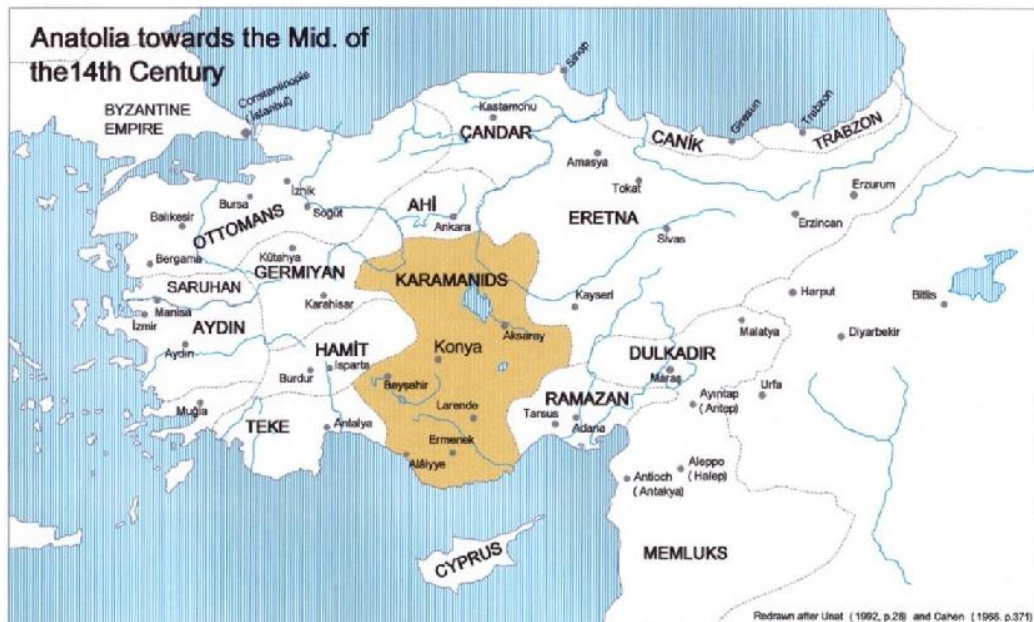 Anatolia towards the Mid. of
the14th Century
BYZANTINE
EMPIRE
Constantinople
(İstanbul)
Sinop
Kastamonu
ÇANDAR
CANİK
Giresun
Trabzon
TRABZON
Amasya
Tokat
Erzurum
Erzincan
İznik
Bursa
Söğüt
Balıkesir
OTTOMANS
AHİ
Ankara
ERETNA
Sivas
Bergama
Kütahya
GERMIYAN
KARAMANIDS
SARUHAN
Manisa
İzmir
Karahisar
Kayseri
Harput
Bitlis
AYDIN
Aydın
Aksaray
Malatya
Diyarbekir
HAMİT
Konya
DULKADIR
Burdur
Isparta
Beyşehir
Maraş
Urfa
Muğla
TEKE
Antalya
Larende
RAMAZAN
Tarsus
Adana
Ayıntap
(Antep)
Ermenek
Alâiyye
Antioch
(Antakya)
Aleppo
(Halep)
CYPRUS
MEMLUKS
Redrawn after Unat (1992, p.28) and Cahen (1968, p.371)